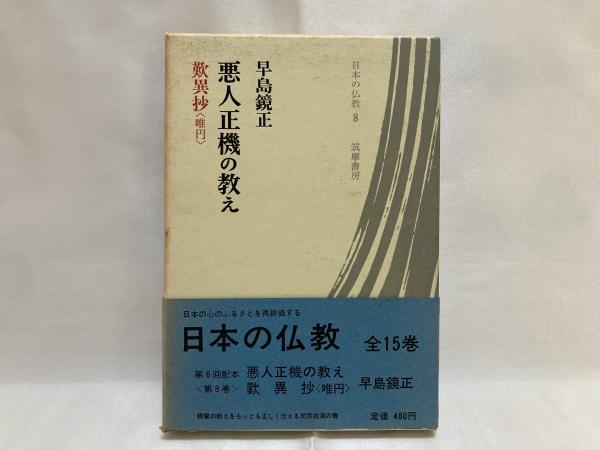 日本の仏教 8 筑摩書房
早島鏡正
悪人正機の教え
歎異抄〈唯円〉
日本の心のふるさとを再評価する
日本の仏教 全15巻
第6回配本 悪人正機の教え
〈第8巻〉 歎異抄〈唯円〉 早島鏡正
親鸞の教えをもっとも正しく伝える民衆救済の書
定価 480円